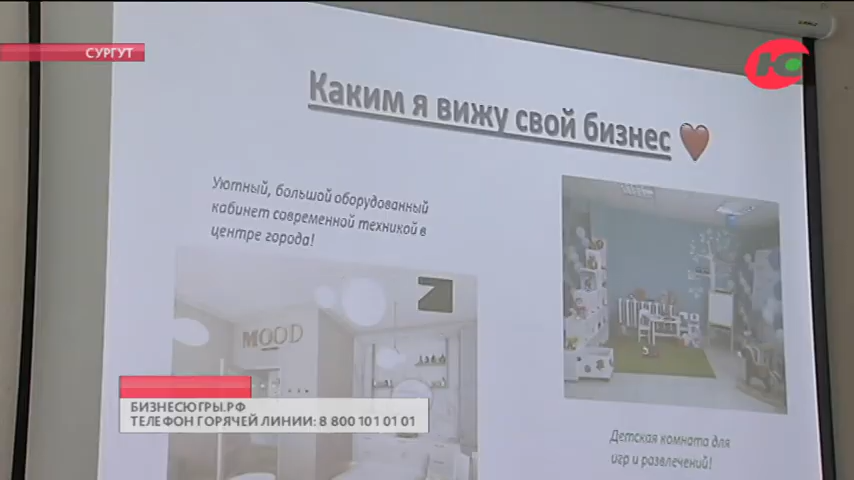 СУРГУТ
Ю
Каким я вижу свой бизнес
Уютный, большой оборудованный
кабинет современной техникой в
центре города!
MOOD
БИЗНЕСЮГРЫ.РФ
ТЕЛЕФОН ГОРЯЧЕЙ ЛИНИИ: 8 800 101 01 01
Детская комната для
игр и развлечений!